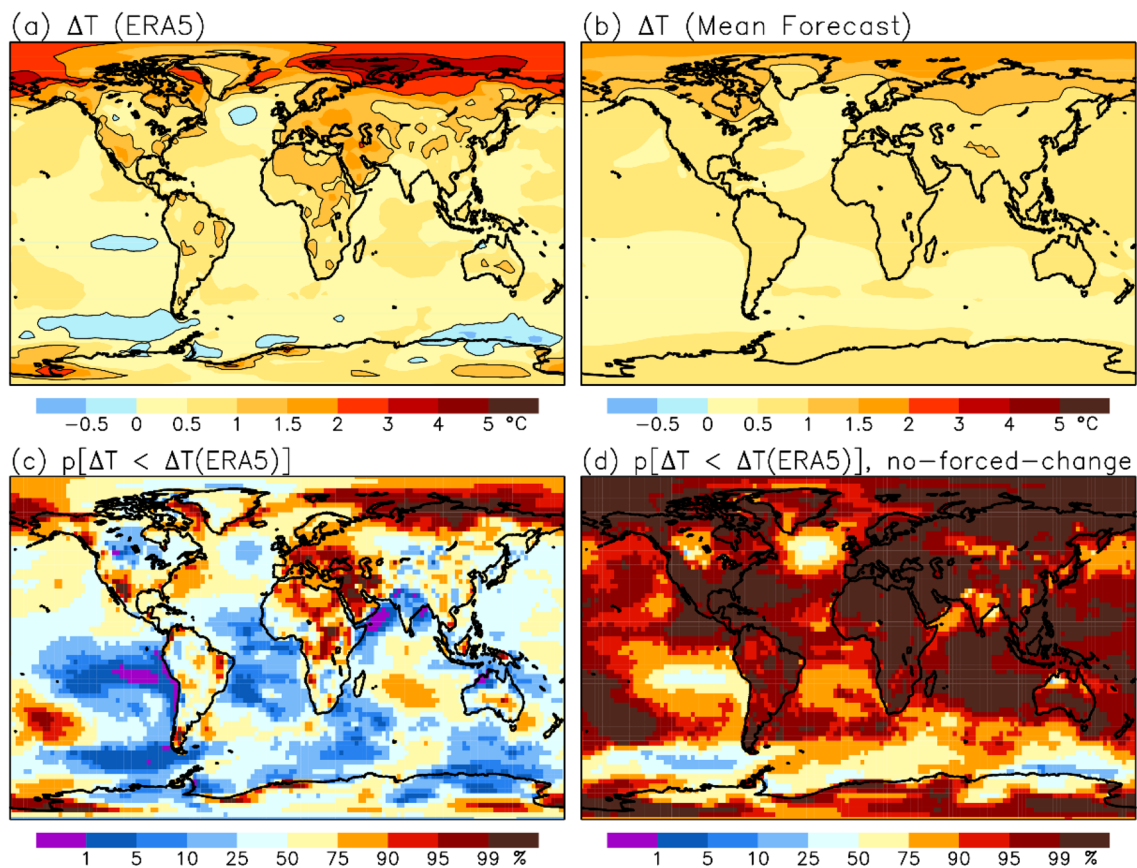 (a) ΔT (ERA5)
(b) ΔT (Mean Forecast)
−0.5 0 0.5 1 1.5 2 3 4 5 °C
−0.5 0 0.5 1 1.5 2 3 4 5 °C
(c) p[ΔT < ΔT(ERA5)]
(d) p[ΔT < ΔT(ERA5)], no−forced−change
1 5 10 25 50 75 90 95 99 %
1 5 10 25 50 75 90 95 99 %